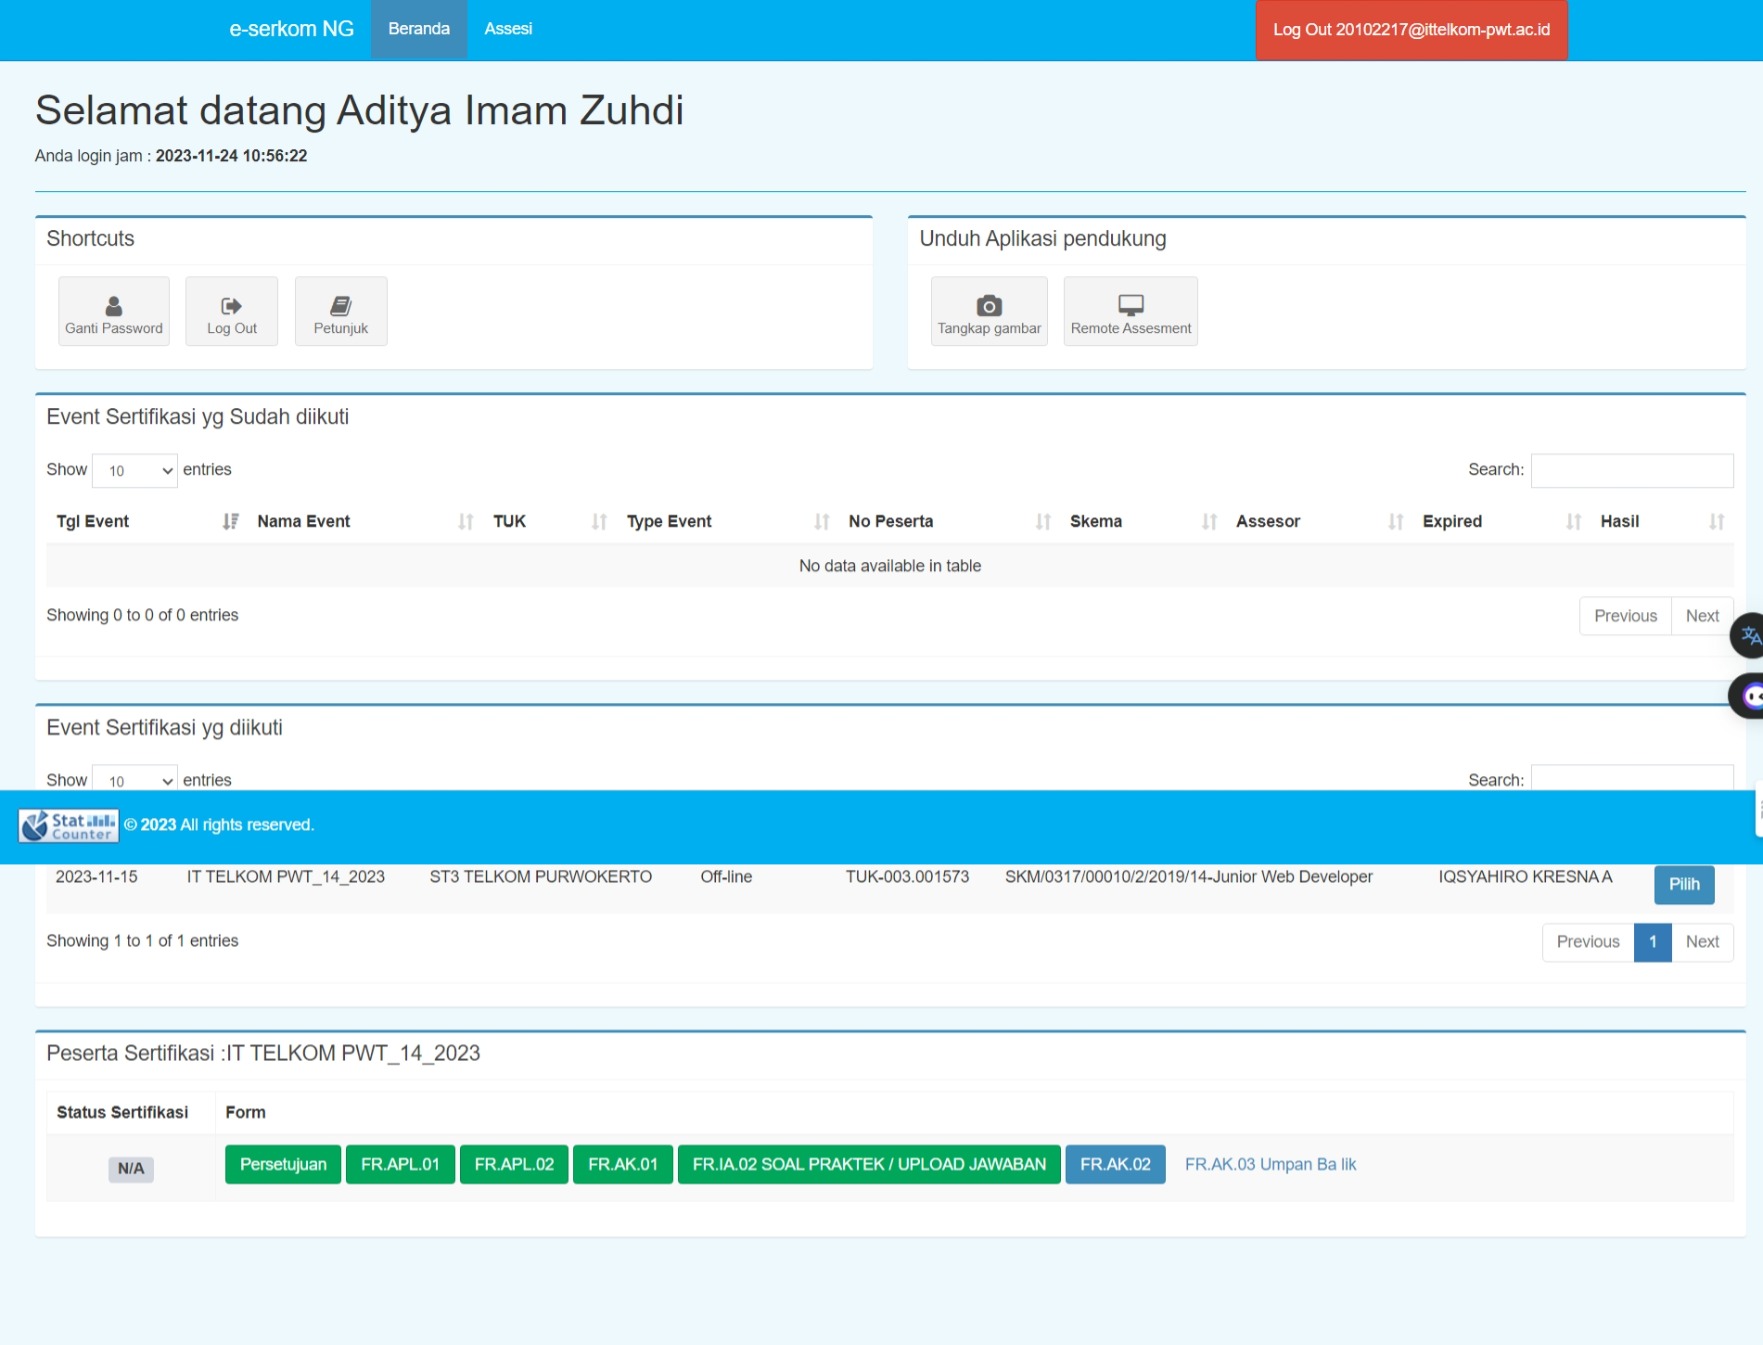 e-serkom NG Beranda Assesi Log Out 20102217@ittelkom-pwt.ac.id
Selamat datang Aditya Imam Zuhdi
Anda login jam : 2023-11-24 10:56:22
Shortcuts
Ganti Password Log Out Petunjuk
Unduh Aplikasi pendukung
Tangkap gambar Remote Assesment
Event Sertifikasi yg Sudah diikuti
Show 10 entries Search:
Tgl Event Nama Event TUK Type Event No Peserta Skema Assesor Expired Hasil
No data available in table
Showing 0 to 0 of 0 entries Previous Next
Event Sertifikasi yg diikuti
Show 10 entries Search:
Stat Counter © 2023 All rights reserved.
2023-11-15 IT TELKOM PWT_14_2023 ST3 TELKOM PURWOKERTO Off-line TUK-003.001573 SKM/0317/00010/2/2019/14-Junior Web Developer IQSYAHIRO KRESNA A Pilih
Showing 1 to 1 of 1 entries Previous 1 Next
Peserta Sertifikasi :IT TELKOM PWT_14_2023
Status Sertifikasi Form
N/A Persetujuan FR.APL.01 FR.APL.02 FR.AK.01 FR.IA.02 SOAL PRAKTEK / UPLOAD JAWABAN FR.AK.02 FR.AK.03 Umpan Ba lik